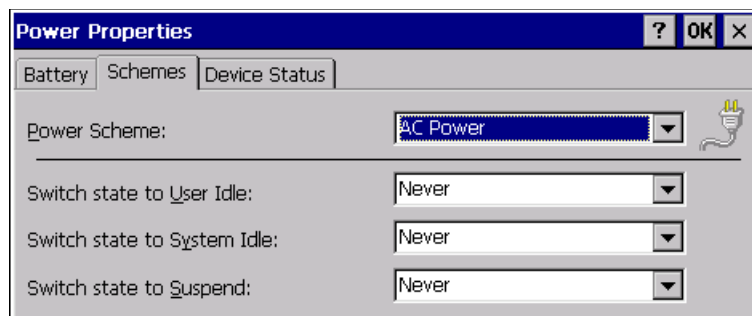 Power Properties ? OK ×
Battery Schemes Device Status
Power Scheme: AC Power
Switch state to User Idle: Never
Switch state to System Idle: Never
Switch state to Suspend: Never